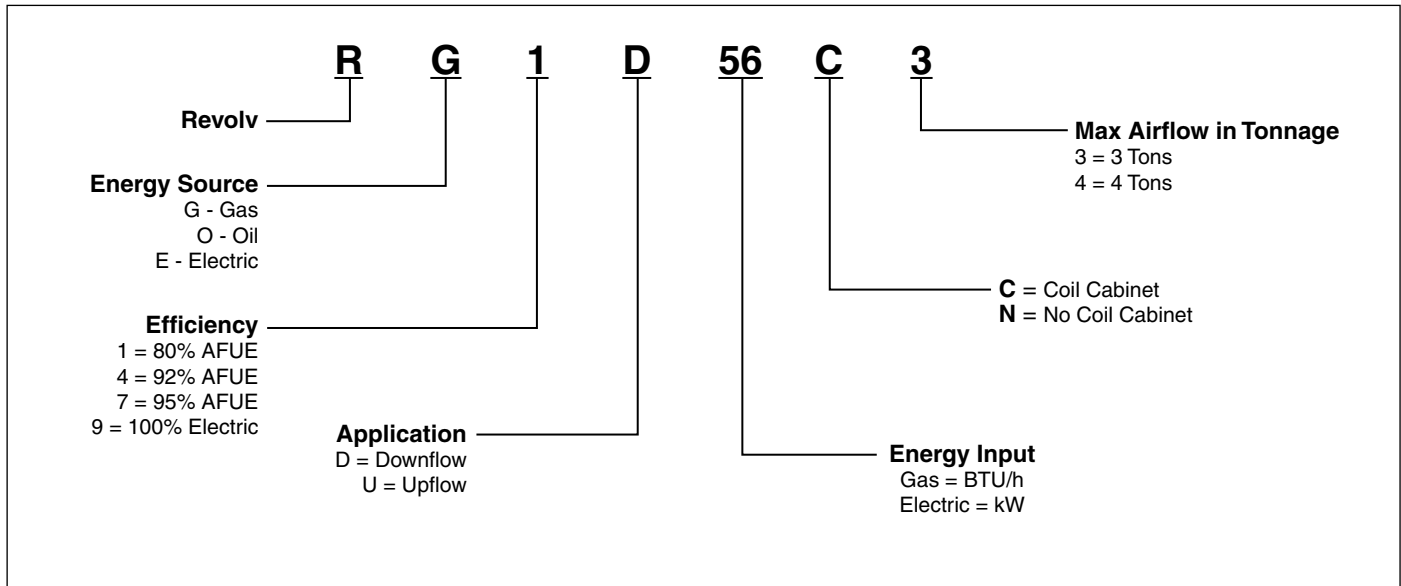 R G 1 D 56 C 3
Revolv
Max Airflow in Tonnage
3 = 3 Tons
4 = 4 Tons
Energy Source
G - Gas
O - Oil
E - Electric
C = Coil Cabinet
N = No Coil Cabinet
Efficiency
1 = 80% AFUE
4 = 92% AFUE
7 = 95% AFUE
9 = 100% Electric
Application
D = Downflow
U = Upflow
Energy Input
Gas = BTU/h
Electric = kW